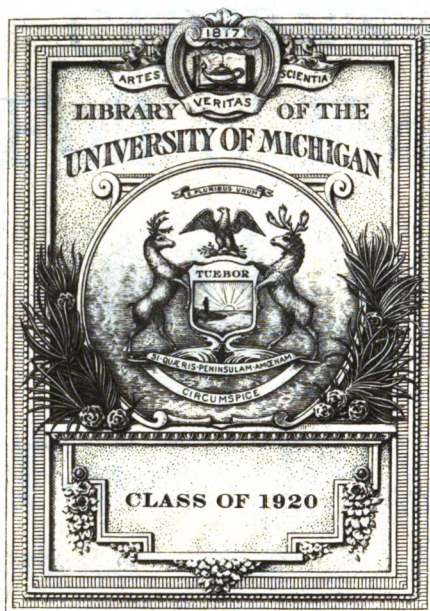 1817
ARTES SCIENTIA
VERITAS
LIBRARY OF THE
UNIVERSITY OF MICHIGAN
E PLURIBUS UNUM
TUEBOR
SI·QUÆRIS·PENINSULAM·AMŒNAM
CIRCUMSPICE
CLASS OF 1920